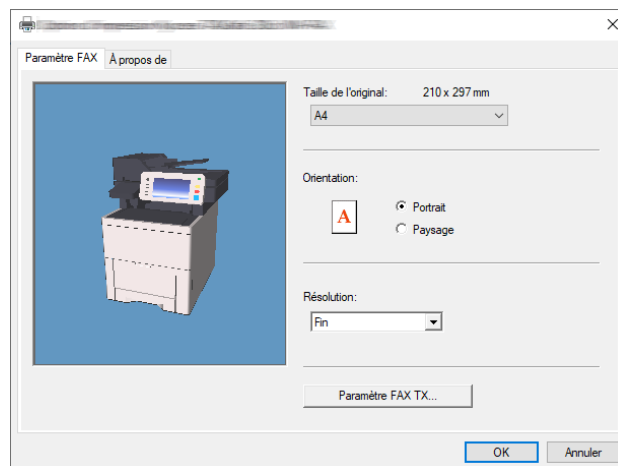 Paramètre FAX
À propos de
Taille de l'original: 210 x 297 mm
A4
Orientation:
A
Portrait
Paysage
Résolution:
Fin
Paramètre FAX TX...
OK
Annuler